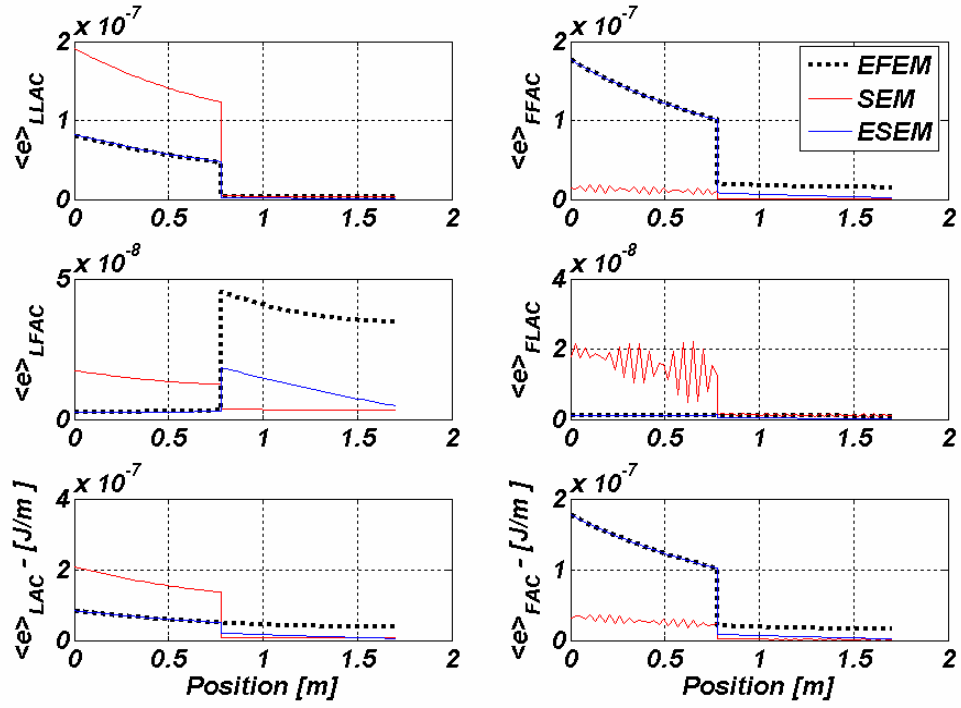 x 10 -7
2
1
0
<e> LLAC
0 0.5 1 1.5 2
x 10 -7
2
1
0
<e> FFAC
0 0.5 1 1.5 2
EFEM
SEM
ESEM
x 10 -8
5
0
<e> LFAC
0 0.5 1 1.5 2
x 10 -8
4
2
0
<e> FLAC
0 0.5 1 1.5 2
x 10 -7
4
2
0
<e> LAC - [J/m ]
0 0.5 1 1.5 2
Position [m]
x 10 -7
2
1
0
<e> FAC - [J/m ]
0 0.5 1 1.5 2
Position [m]